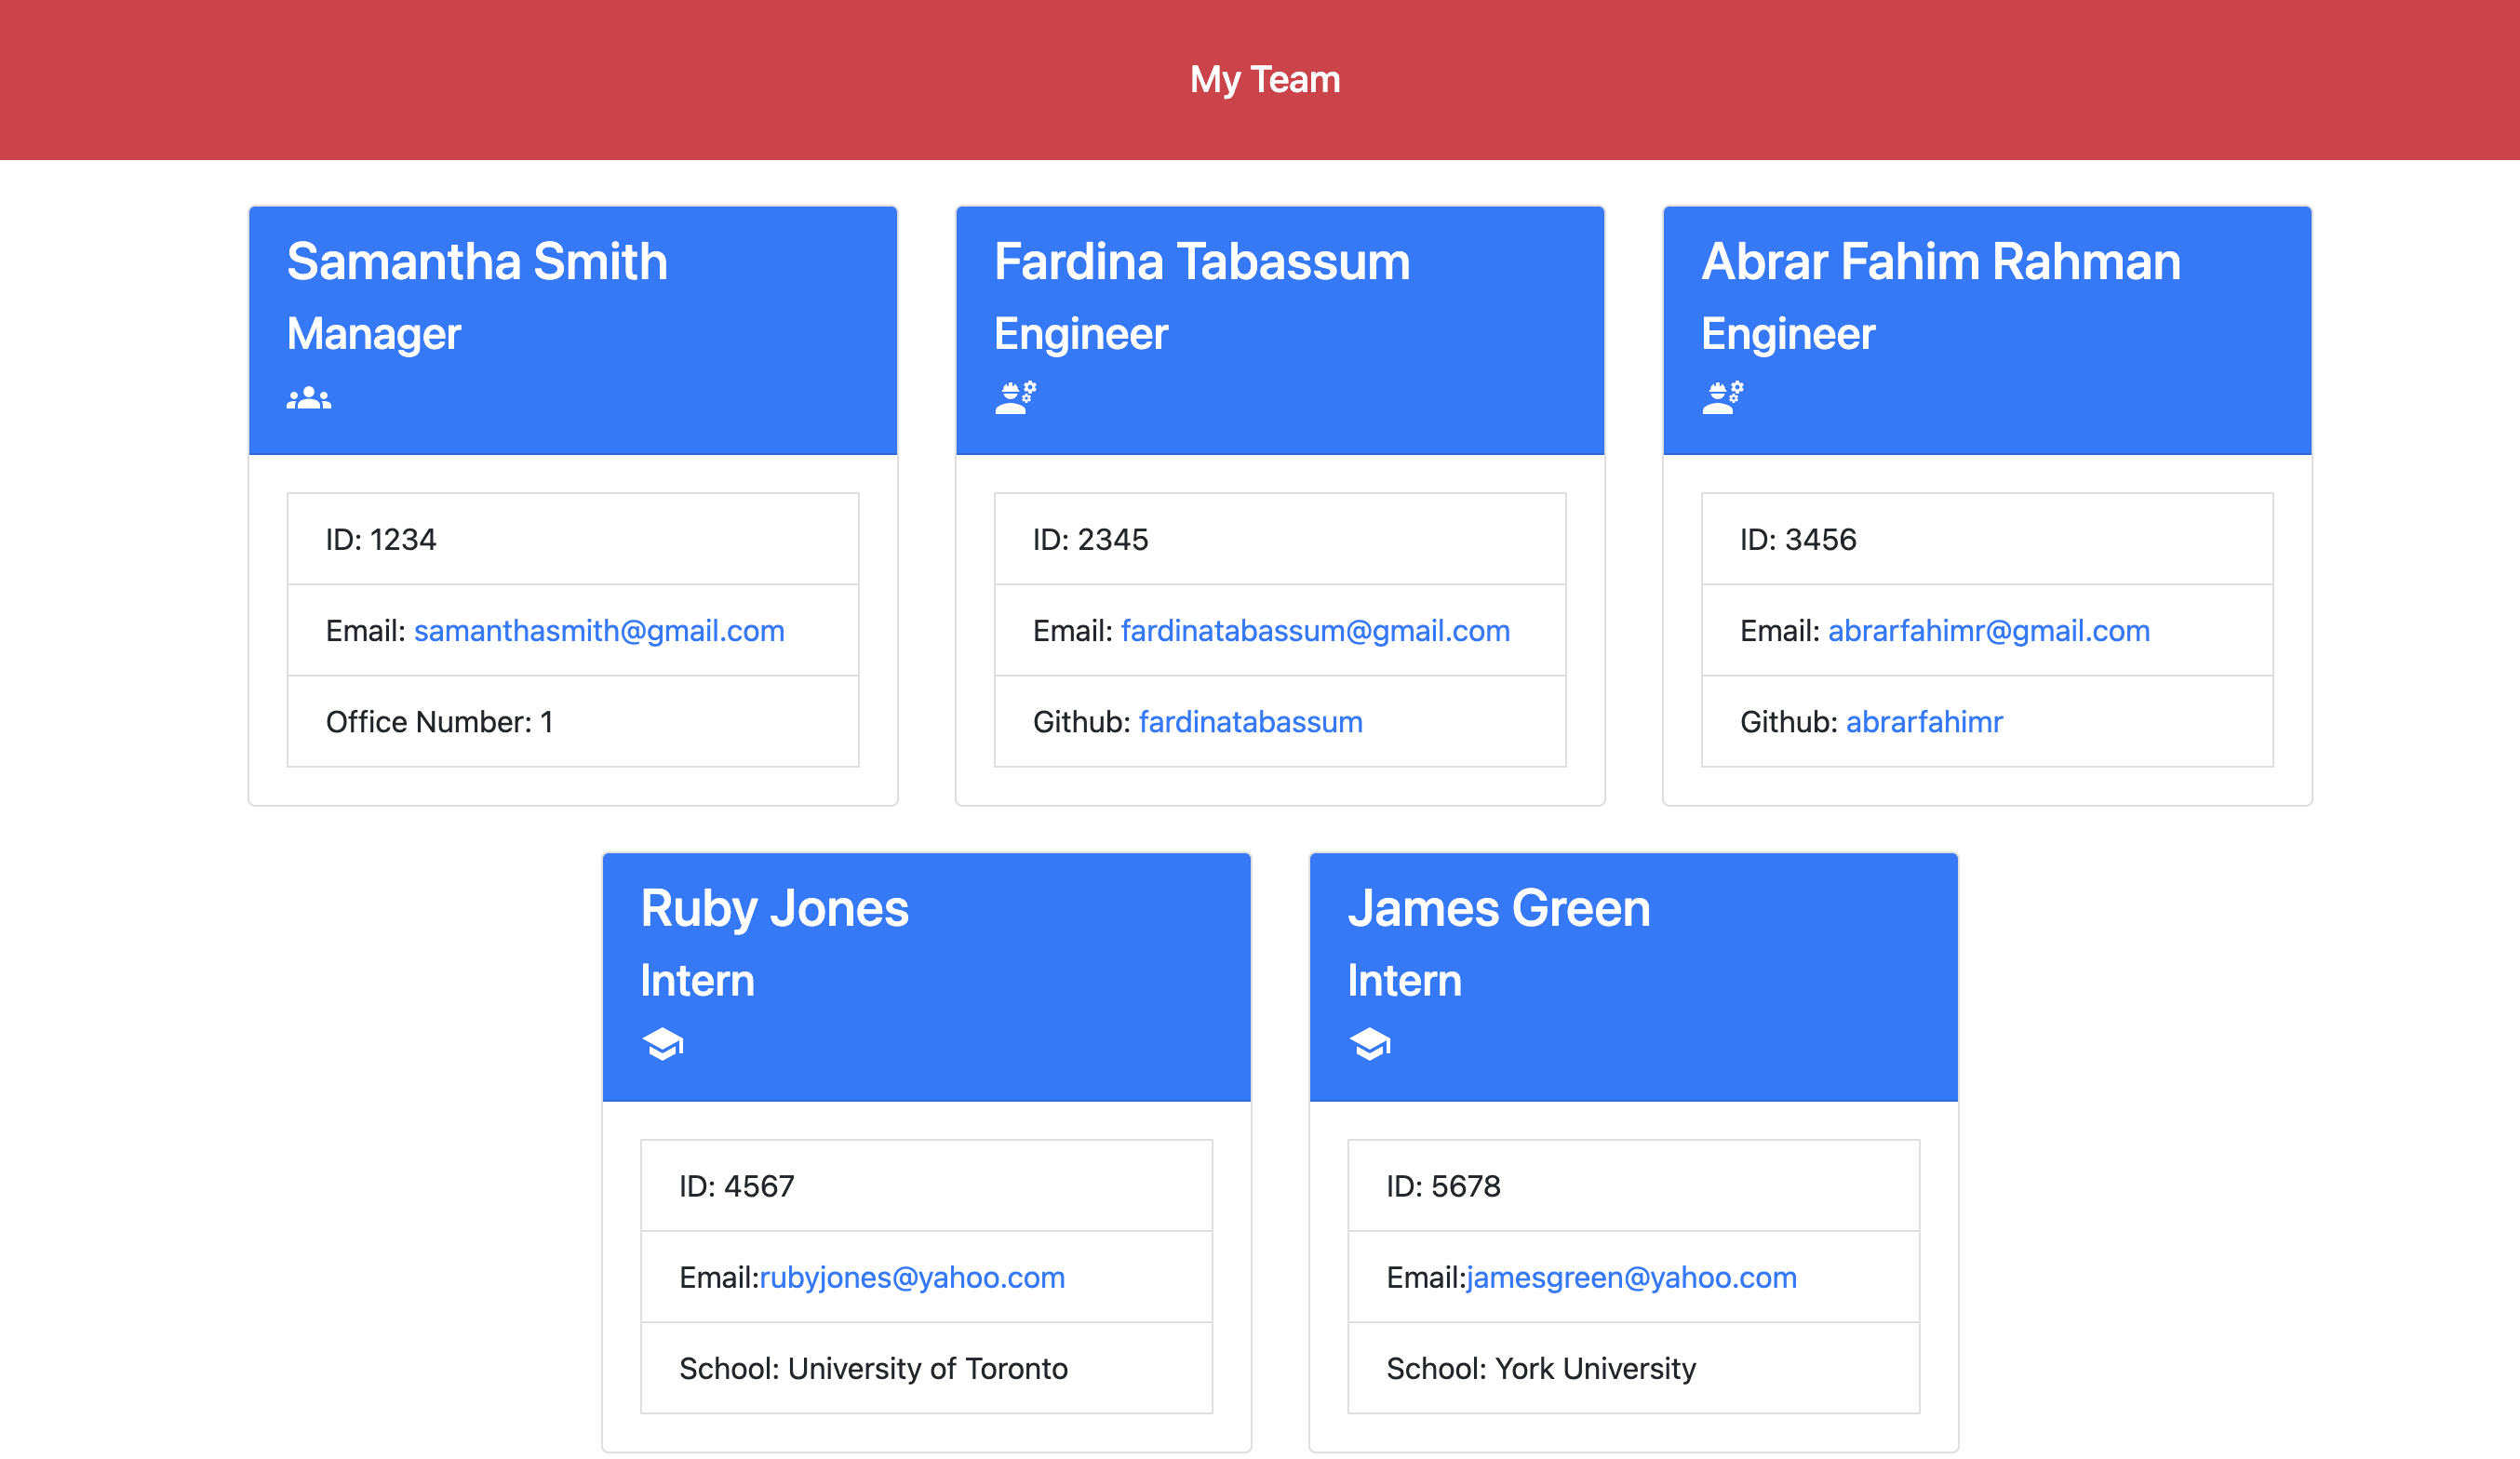 My Team
Samantha Smith
Manager
ID: 1234
Email: samanthasmith@gmail.com
Office Number: 1
Fardina Tabassum
Engineer
ID: 2345
Email: fardinatabassum@gmail.com
Github: fardinatabassum
Abrar Fahim Rahman
Engineer
ID: 3456
Email: abrarfahimr@gmail.com
Github: abrarfahimr
Ruby Jones
Intern
ID: 4567
Email:rubyjones@yahoo.com
School: University of Toronto
James Green
Intern
ID: 5678
Email:jamesgreen@yahoo.com
School: York University